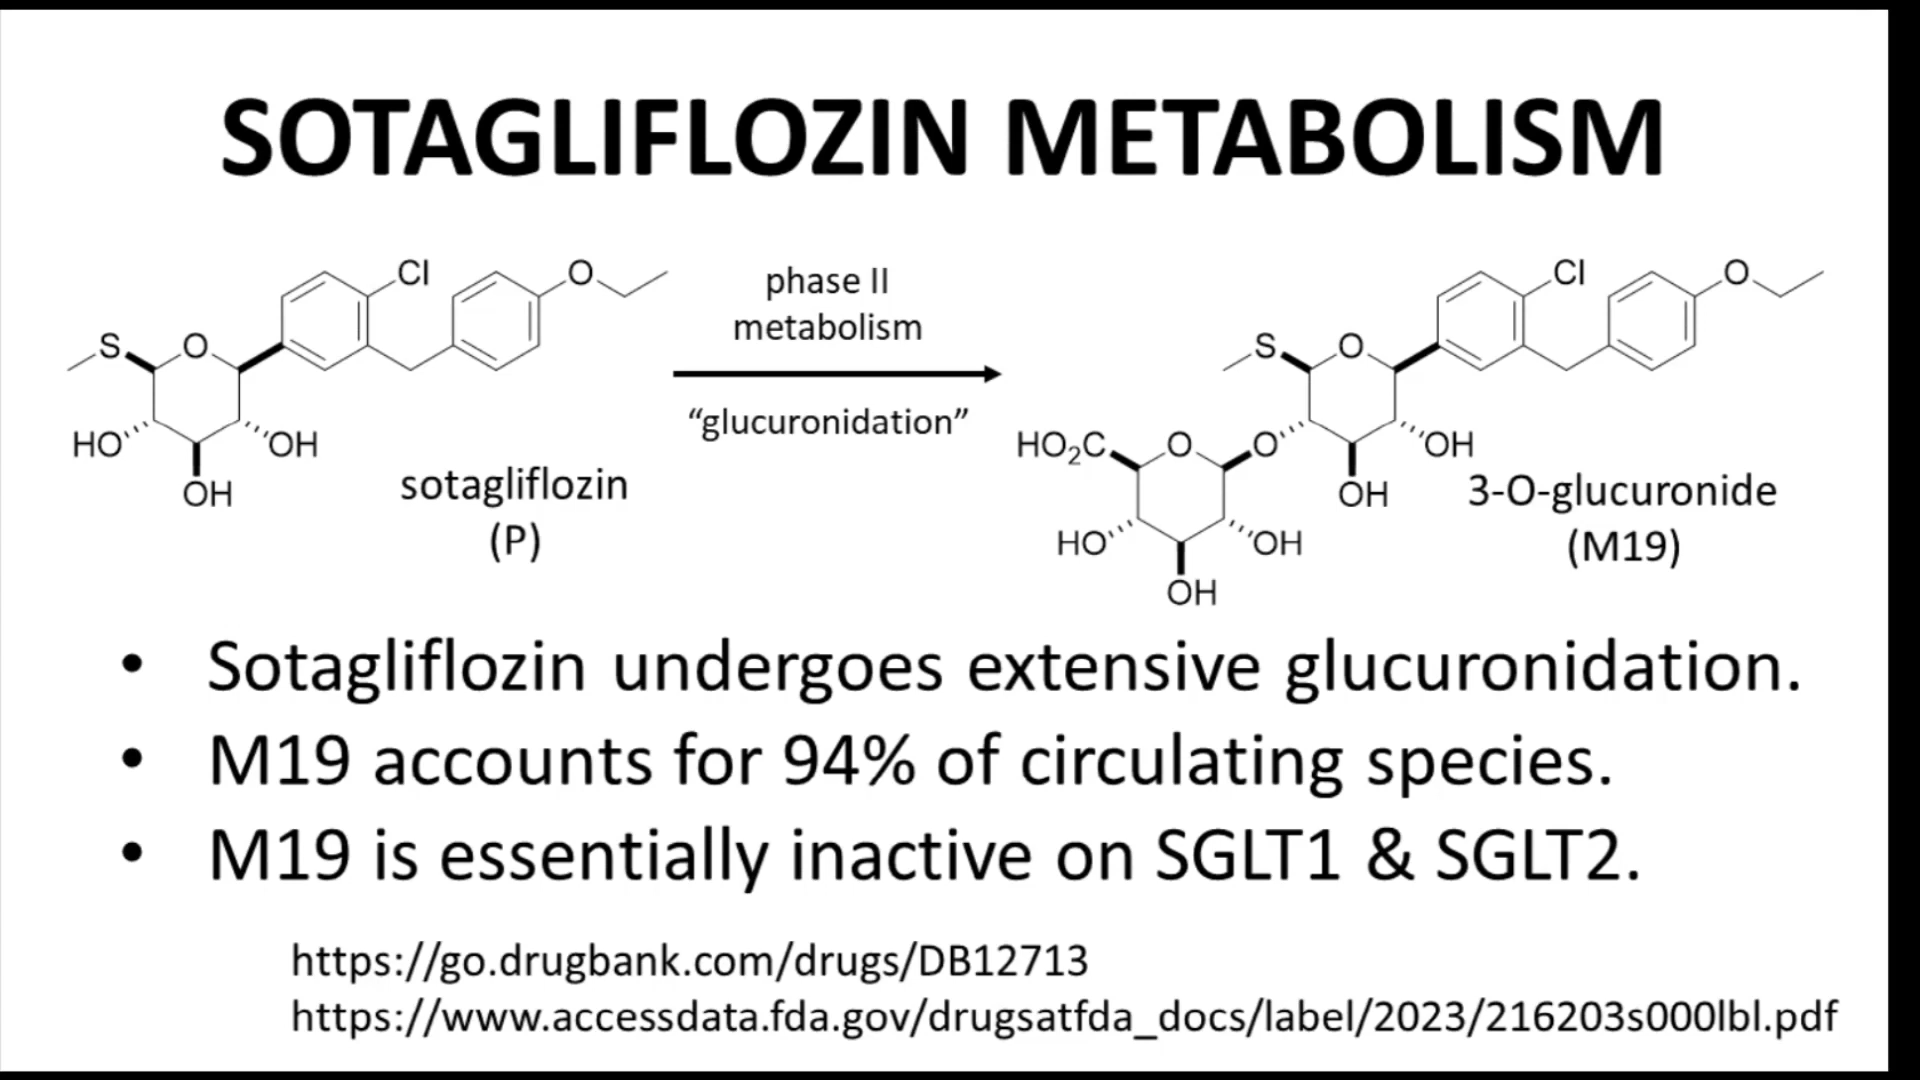 SOTAGLIFLOZIN METABOLISM
Cl
O
S
O
HO
OH
OH
sotagliflozin
(P)
phase II
metabolism
“glucuronidation”
Cl
O
S
O
HO₂C
O
O
OH
OH
HO
OH
OH
3-O-glucuronide
(M19)
• Sotagliflozin undergoes extensive glucuronidation.
• M19 accounts for 94% of circulating species.
• M19 is essentially inactive on SGLT1 & SGLT2.
https://go.drugbank.com/drugs/DB12713
https://www.accessdata.fda.gov/drugsatfda_docs/label/2023/216203s000lbl.pdf